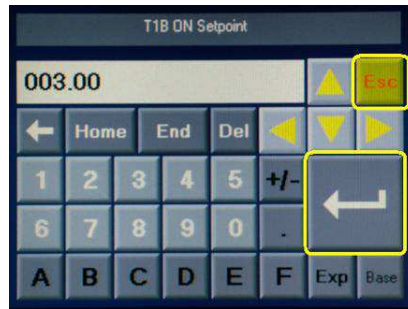 T1B ON Setpoint
003.00 Esc
Home End Del
1 2 3 4 5 +/-
6 7 8 9 0 .
A B C D E F Exp Base